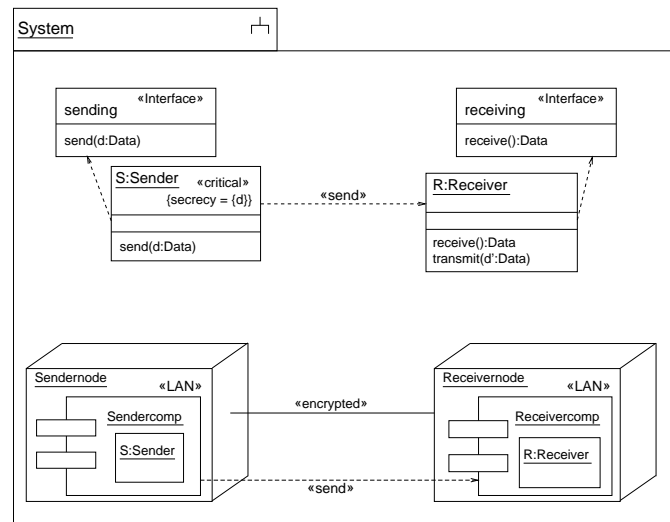 System
«Interface»
sending
send(d:Data)
«Interface»
receiving
receive():Data
S:Sender
«critical»
{secrecy = {d}}
send(d:Data)
«send»
R:Receiver
receive():Data
transmit(d':Data)
Sendernode
«LAN»
Sendercomp
S:Sender
«encrypted»
«send»
Receivernode
«LAN»
Receivercomp
R:Receiver